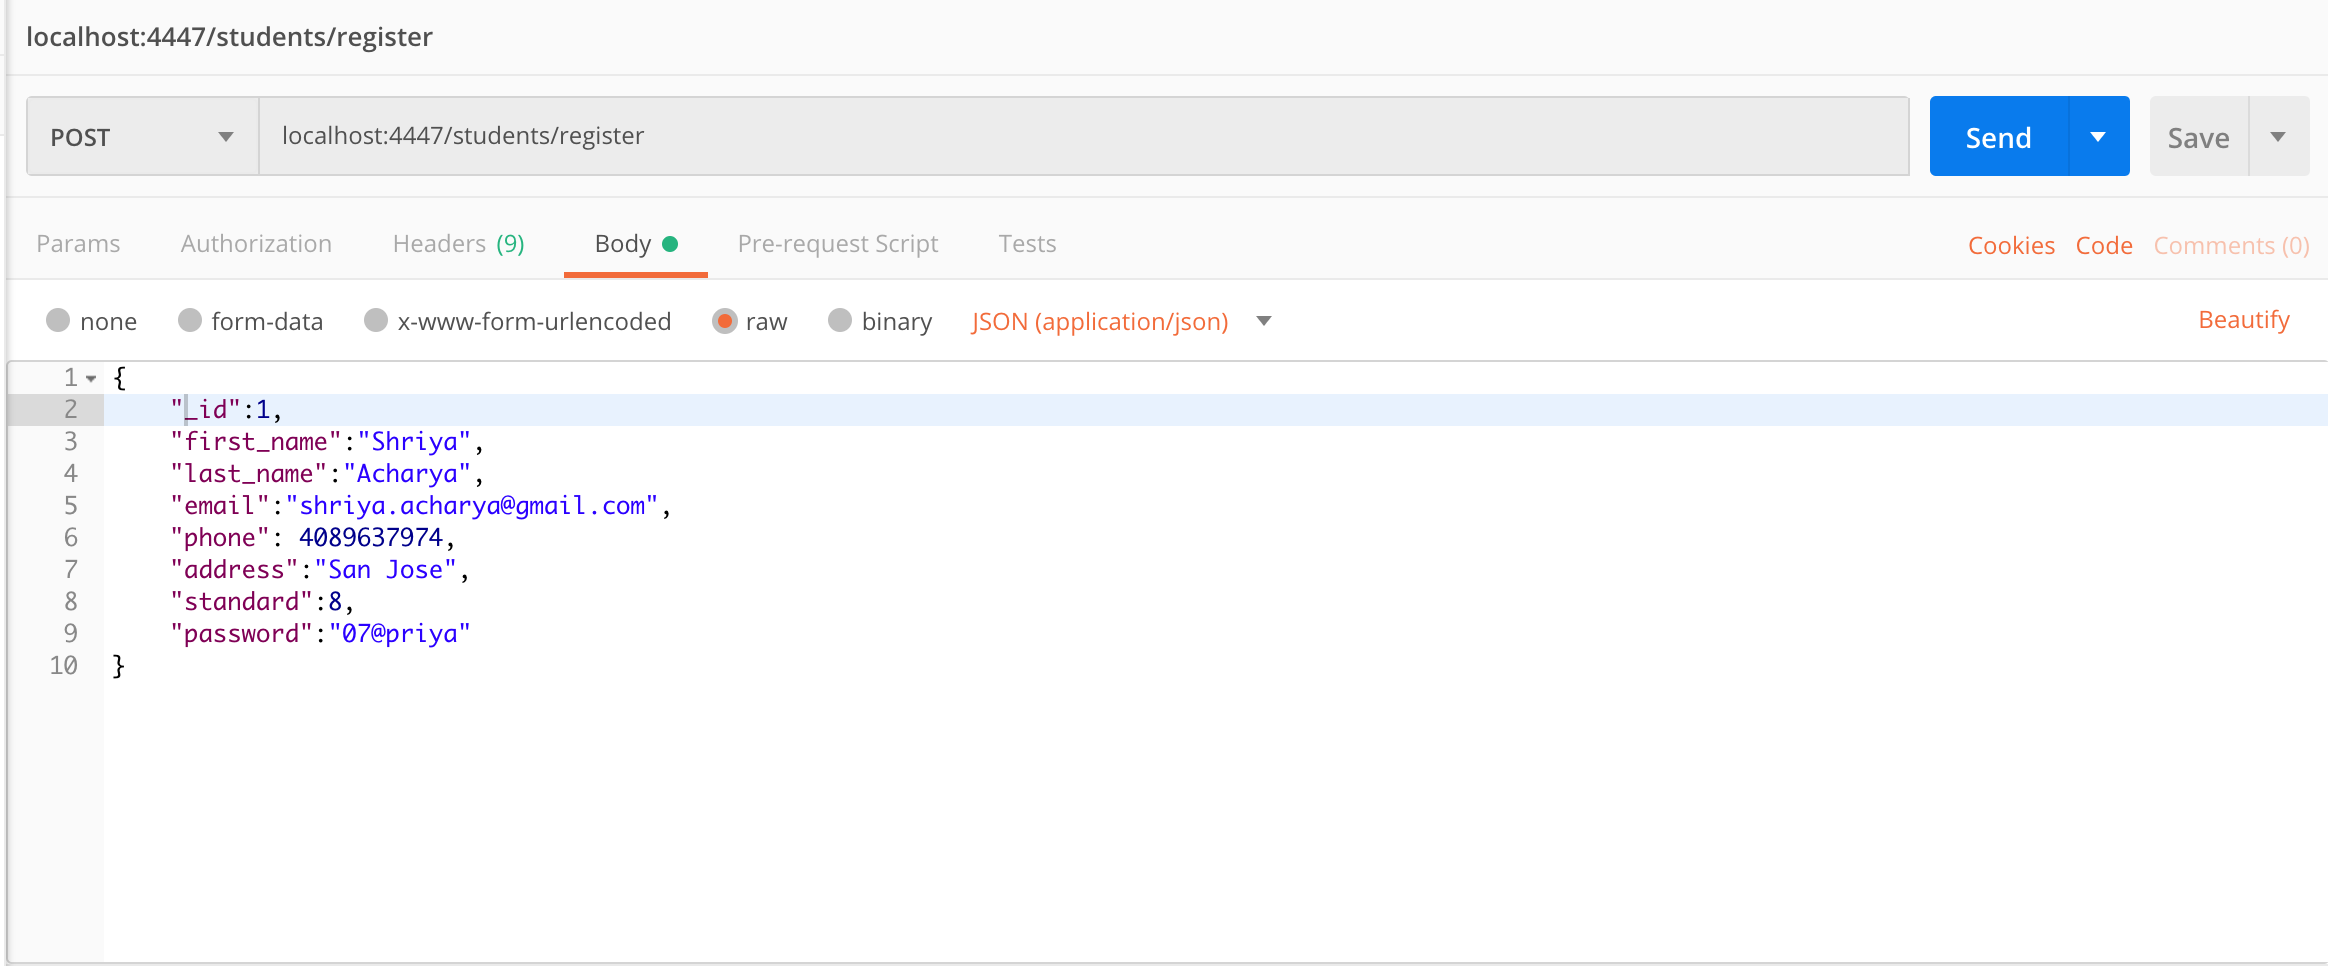 localhost:4447/students/register
POST localhost:4447/students/register Send Save
Params Authorization Headers (9) Body Pre-request Script Tests Cookies Code Comments (0)
none form-data x-www-form-urlencoded raw binary JSON (application/json) Beautify
1 {
2 "_id":1,
3 "first_name":"Shriya",
4 "last_name":"Acharya",
5 "email":"shriya.acharya@gmail.com",
6 "phone": 4089637974,
7 "address":"San Jose",
8 "standard":8,
9 "password":"07@priya"
10 }